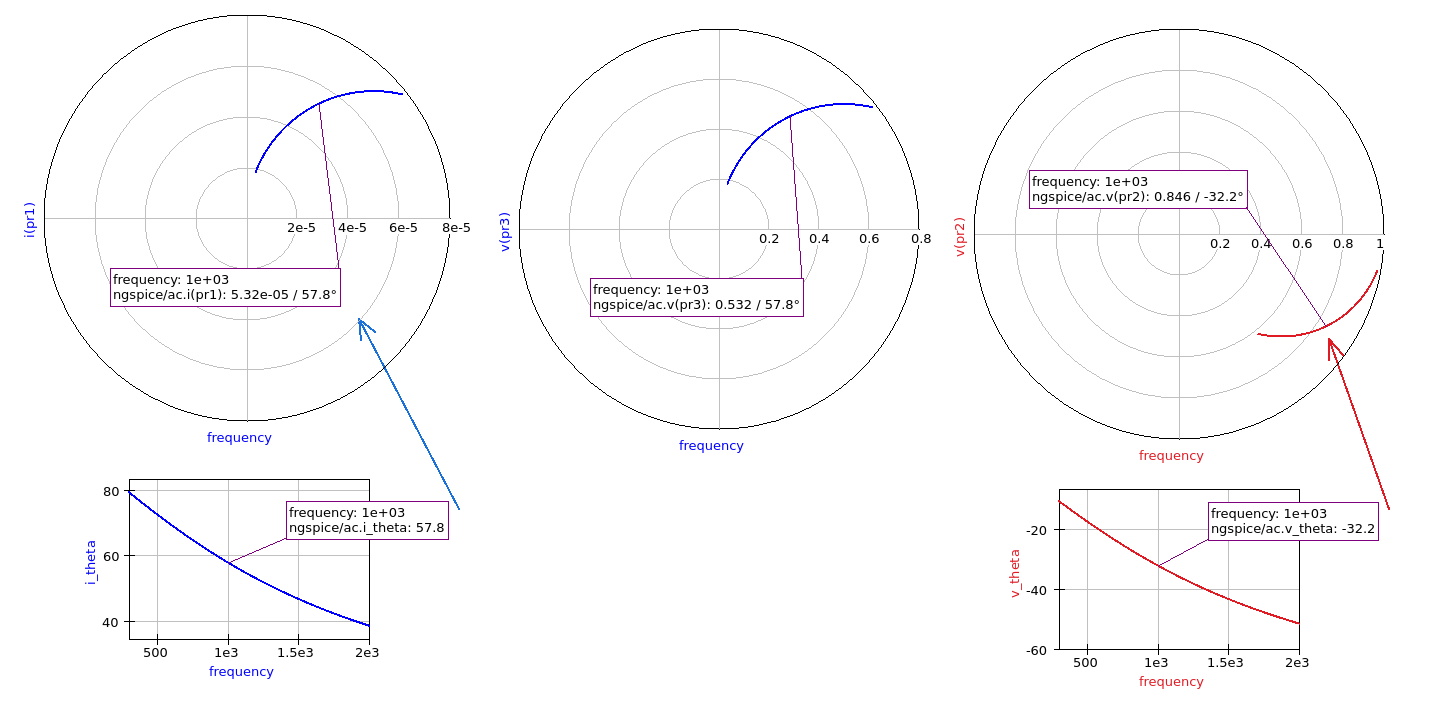 i(pr1)
2e-5
4e-5
6e-5
8e-5
frequency: 1e+03
ngspice/ac.i(pr1): 5.32e-05 / 57.8°
frequency
v(pr3)
0.2
0.4
0.6
0.8
frequency: 1e+03
ngspice/ac.v(pr3): 0.532 / 57.8°
frequency
v(pr2)
frequency: 1e+03
ngspice/ac.v(pr2): 0.846 / -32.2°
0.2
0.4
0.6
0.8
1
frequency
i_theta
80
60
40
frequency: 1e+03
ngspice/ac.i_theta: 57.8
500
1e3
1.5e3
2e3
frequency
v_theta
-20
-40
-60
frequency: 1e+03
ngspice/ac.v_theta: -32.2
500
1e3
1.5e3
2e3
frequency